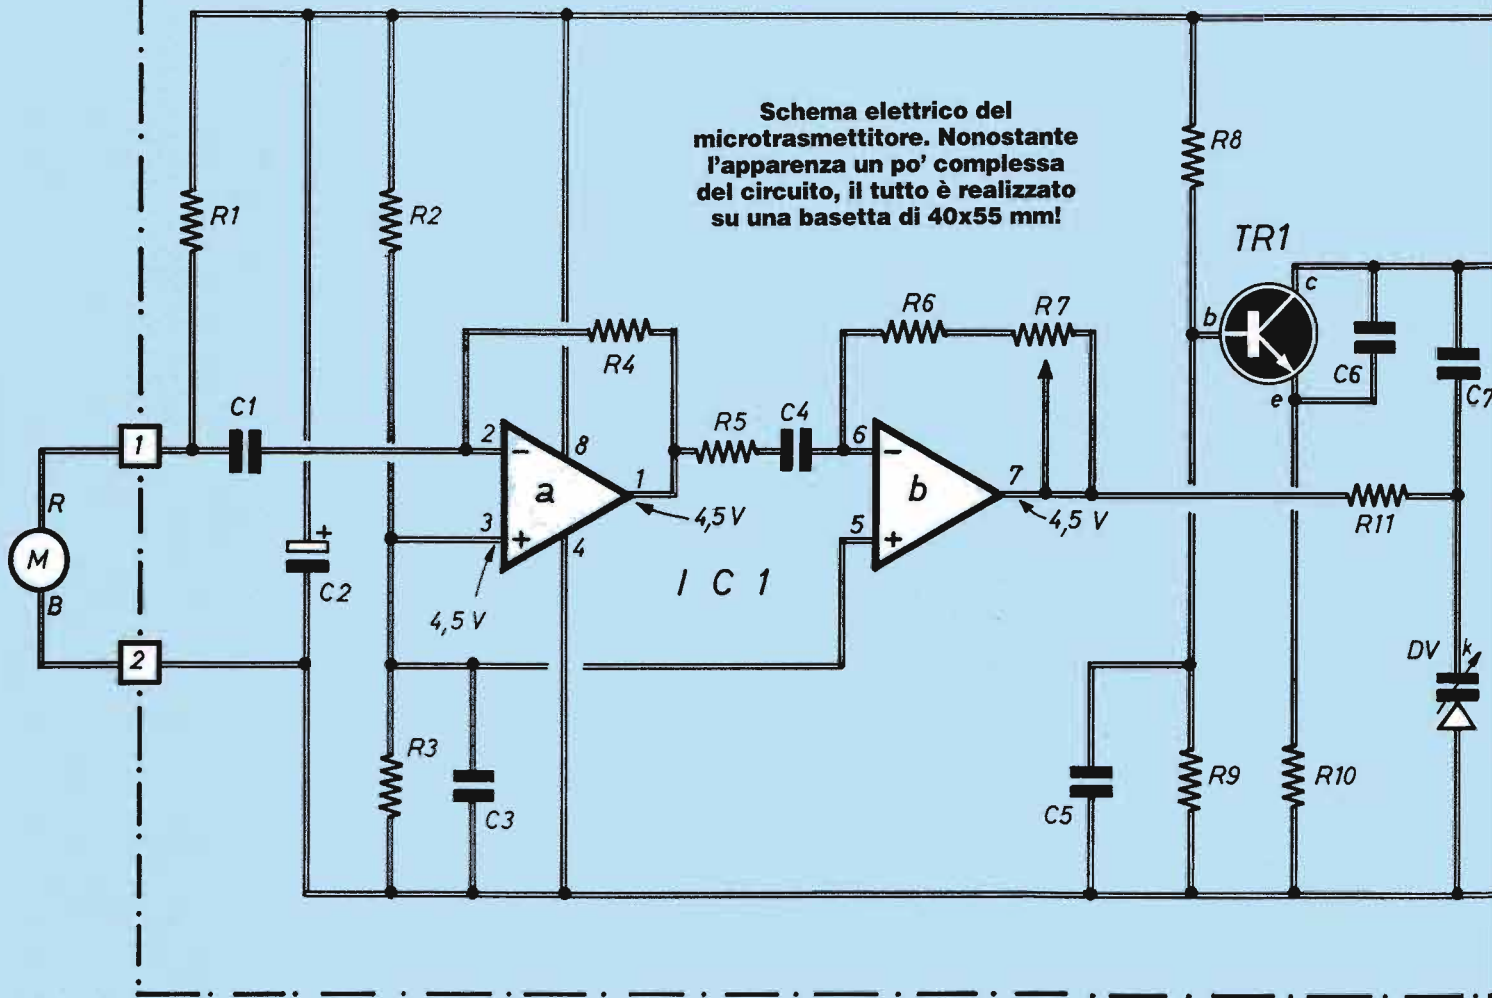 Schema elettrico del
microtrasmettitore. Nonostante
l'apparenza un po' complessa
del circuito, il tutto è realizzato
su una basetta di 40x55 mm!
R1
R2
R8
TR1
c
b
e
R6
R7
R4
C6
C7
C1
R5
C4
1
2
8
1
6
7
a
b
3
4
5
4,5 V
4,5 V
4,5 V
R11
R
M
B
C2
+
I C 1
2
DV
k
R3
C3
C5
R9
R10